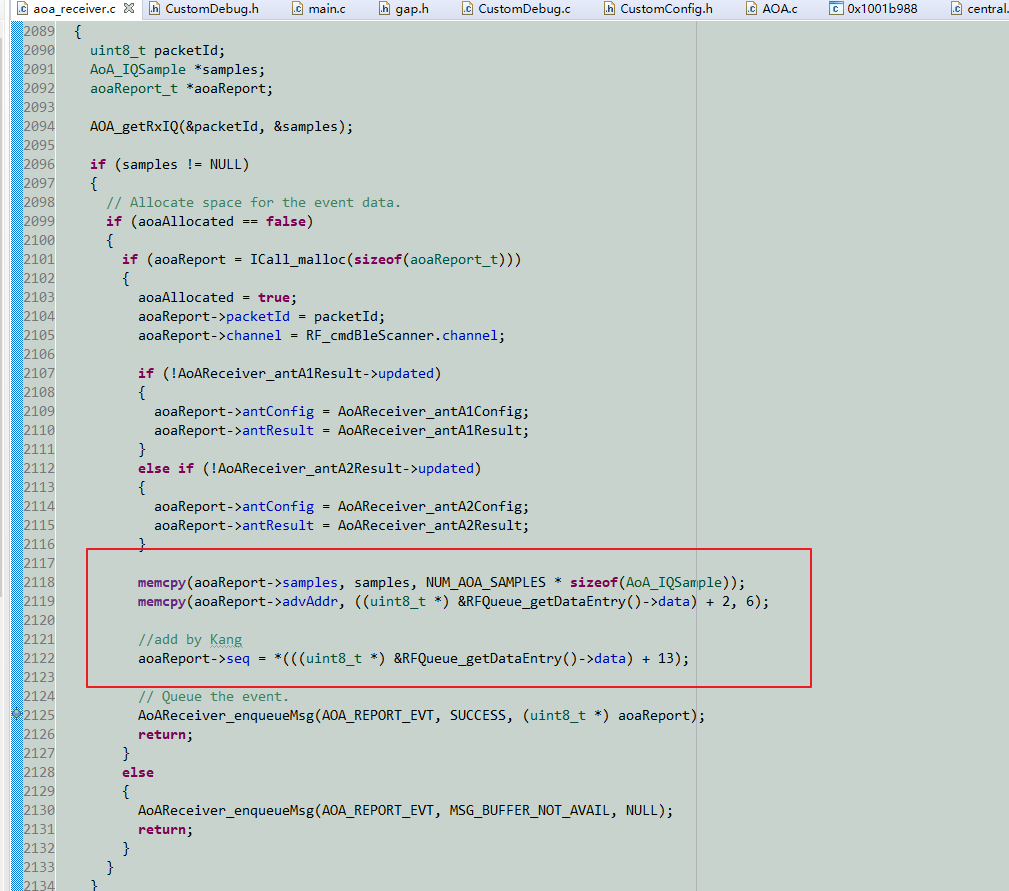 aoa_receiver.c CustomDebug.h main.c gap.h CustomDebug.c CustomConfig.h AOA.c 0x1001b988 central.
2089 {
2090 uint8_t packetId;
2091 AoA_IQSample *samples;
2092 aoaReport_t *aoaReport;
2093
2094 AOA_getRxIQ(&packetId, &samples);
2095
2096 if (samples != NULL)
2097 {
2098 // Allocate space for the event data.
2099 if (aoaAllocated == false)
2100 {
2101 if (aoaReport = ICall_malloc(sizeof(aoaReport_t)))
2102 {
2103 aoaAllocated = true;
2104 aoaReport->packetId = packetId;
2105 aoaReport->channel = RF_cmdBleScanner.channel;
2106
2107 if (!AoAReceiver_antA1Result->updated)
2108 {
2109 aoaReport->antConfig = AoAReceiver_antA1Config;
2110 aoaReport->antResult = AoAReceiver_antA1Result;
2111 }
2112 else if (!AoAReceiver_antA2Result->updated)
2113 {
2114 aoaReport->antConfig = AoAReceiver_antA2Config;
2115 aoaReport->antResult = AoAReceiver_antA2Result;
2116 }
2117
2118 memcpy(aoaReport->samples, samples, NUM_AOA_SAMPLES * sizeof(AoA_IQSample));
2119 memcpy(aoaReport->advAddr, ((uint8_t *) &RFQueue_getDataEntry()->data) + 2, 6);
2120
2121 //add by Kang
2122 aoaReport->seq = *(((uint8_t *) &RFQueue_getDataEntry()->data) + 13);
2123
2124 // Queue the event.
2125 AoAReceiver_enqueueMsg(AOA_REPORT_EVT, SUCCESS, (uint8_t *) aoaReport);
2126 return;
2127 }
2128 else
2129 {
2130 AoAReceiver_enqueueMsg(AOA_REPORT_EVT, MSG_BUFFER_NOT_AVAIL, NULL);
2131 return;
2132 }
2133 }
2134 }